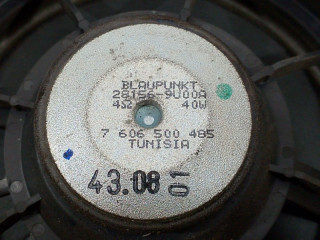 BLAUPUNKT
28156-9U00A
4Ω 40W
7 606 500 485
TUNISIA
43.08 01